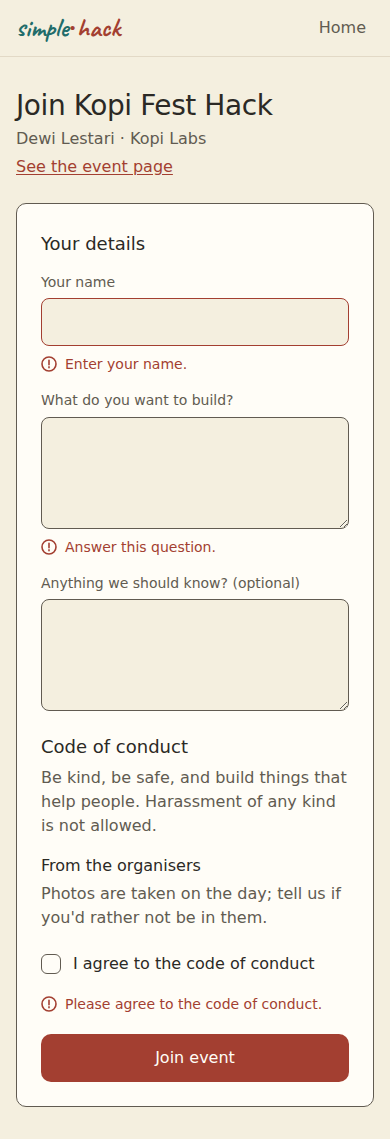 simple·hack
Home
Join Kopi Fest Hack
Dewi Lestari · Kopi Labs
See the event page
Your details
Your name
Enter your name.
What do you want to build?
Answer this question.
Anything we should know? (optional)
Code of conduct
Be kind, be safe, and build things that
help people. Harassment of any kind
is not allowed.
From the organisers
Photos are taken on the day; tell us if
you'd rather not be in them.
I agree to the code of conduct
Please agree to the code of conduct.
Join event